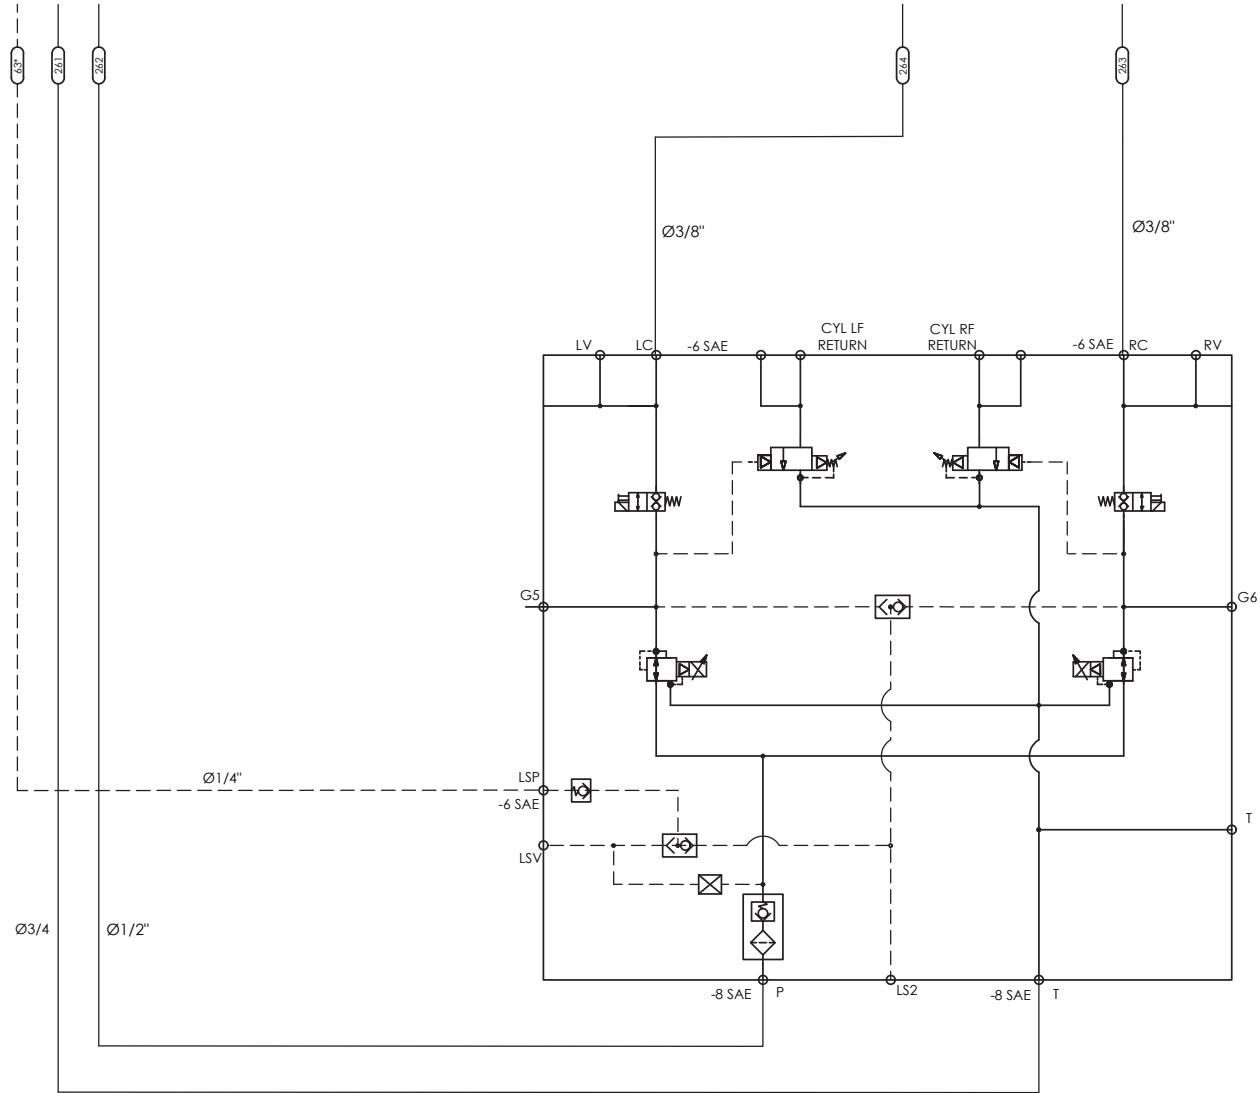 63*
261
262
264
263
Ø3/8"
Ø3/8"
LV
LC
-6 SAE
CYL LF
RETURN
CYL RF
RETURN
-6 SAE
RC
RV
G5
G6
Ø1/4"
LSP
-6 SAE
LSV
T
Ø3/4
Ø1/2"
-8 SAE
P
LS2
-8 SAE
T